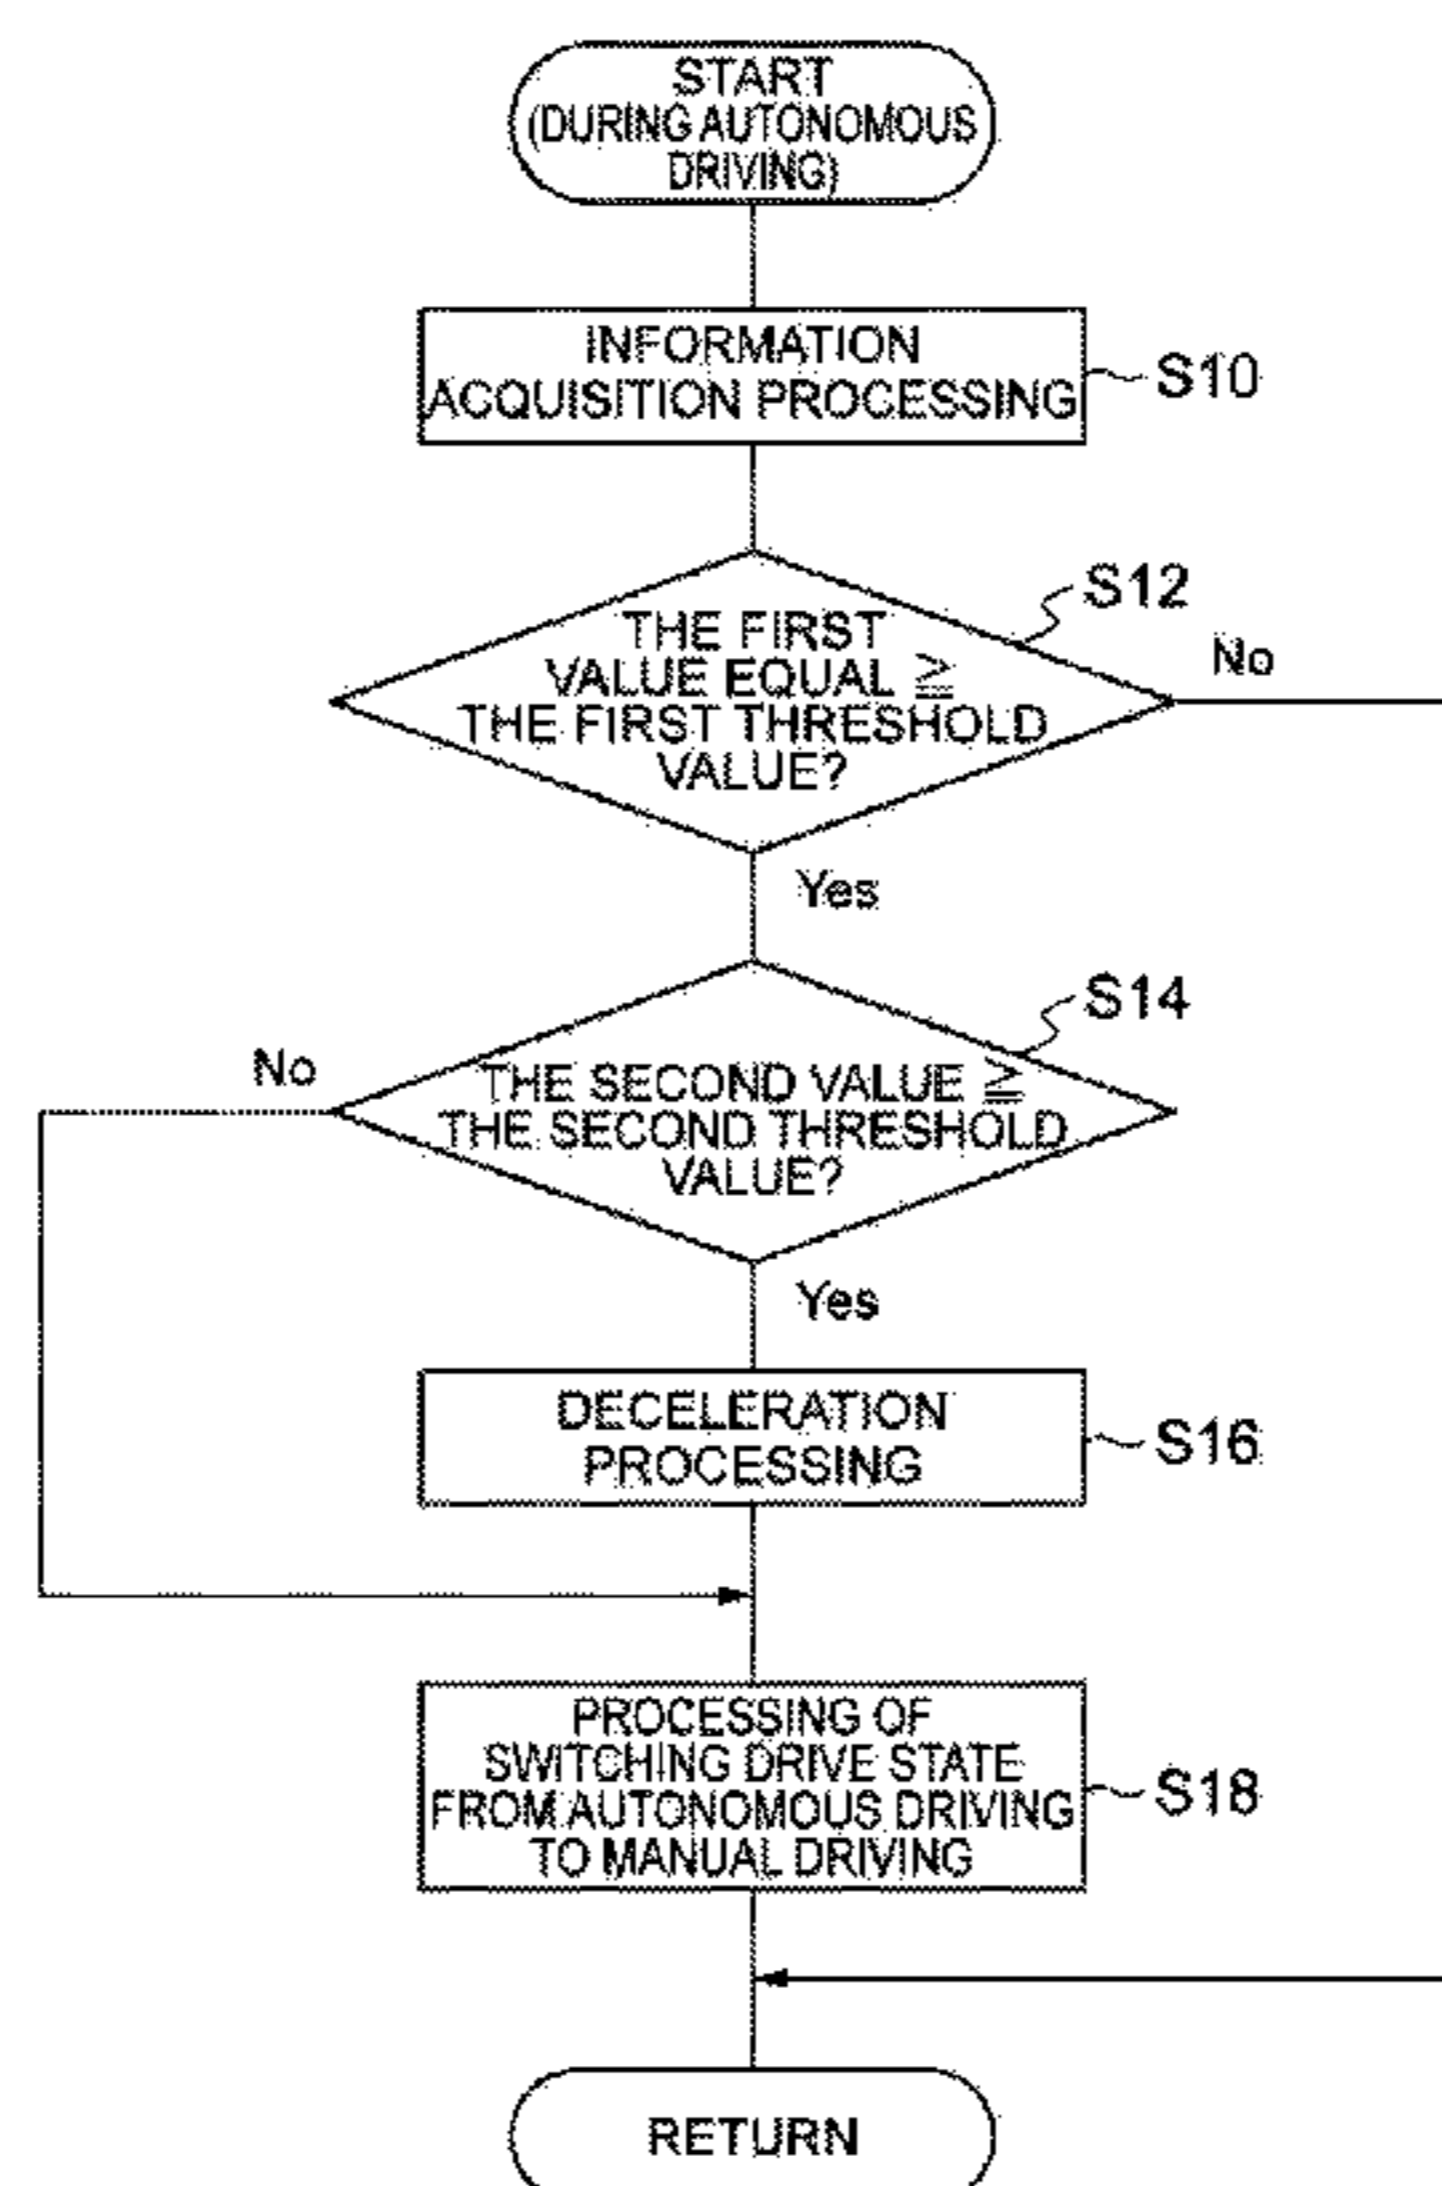 START
(DURING AUTONOMOUS
DRIVING)
INFORMATION
ACQUISITION PROCESSING
S10
S12
THE FIRST
VALUE EQUAL ≧
THE FIRST THRESHOLD
VALUE?
No
Yes
S14
No
THE SECOND VALUE ≧
THE SECOND THRESHOLD
VALUE?
Yes
DECELERATION
PROCESSING
S16
PROCESSING OF
SWITCHING DRIVE STATE
FROM AUTONOMOUS DRIVING
TO MANUAL DRIVING
S18
RETURN